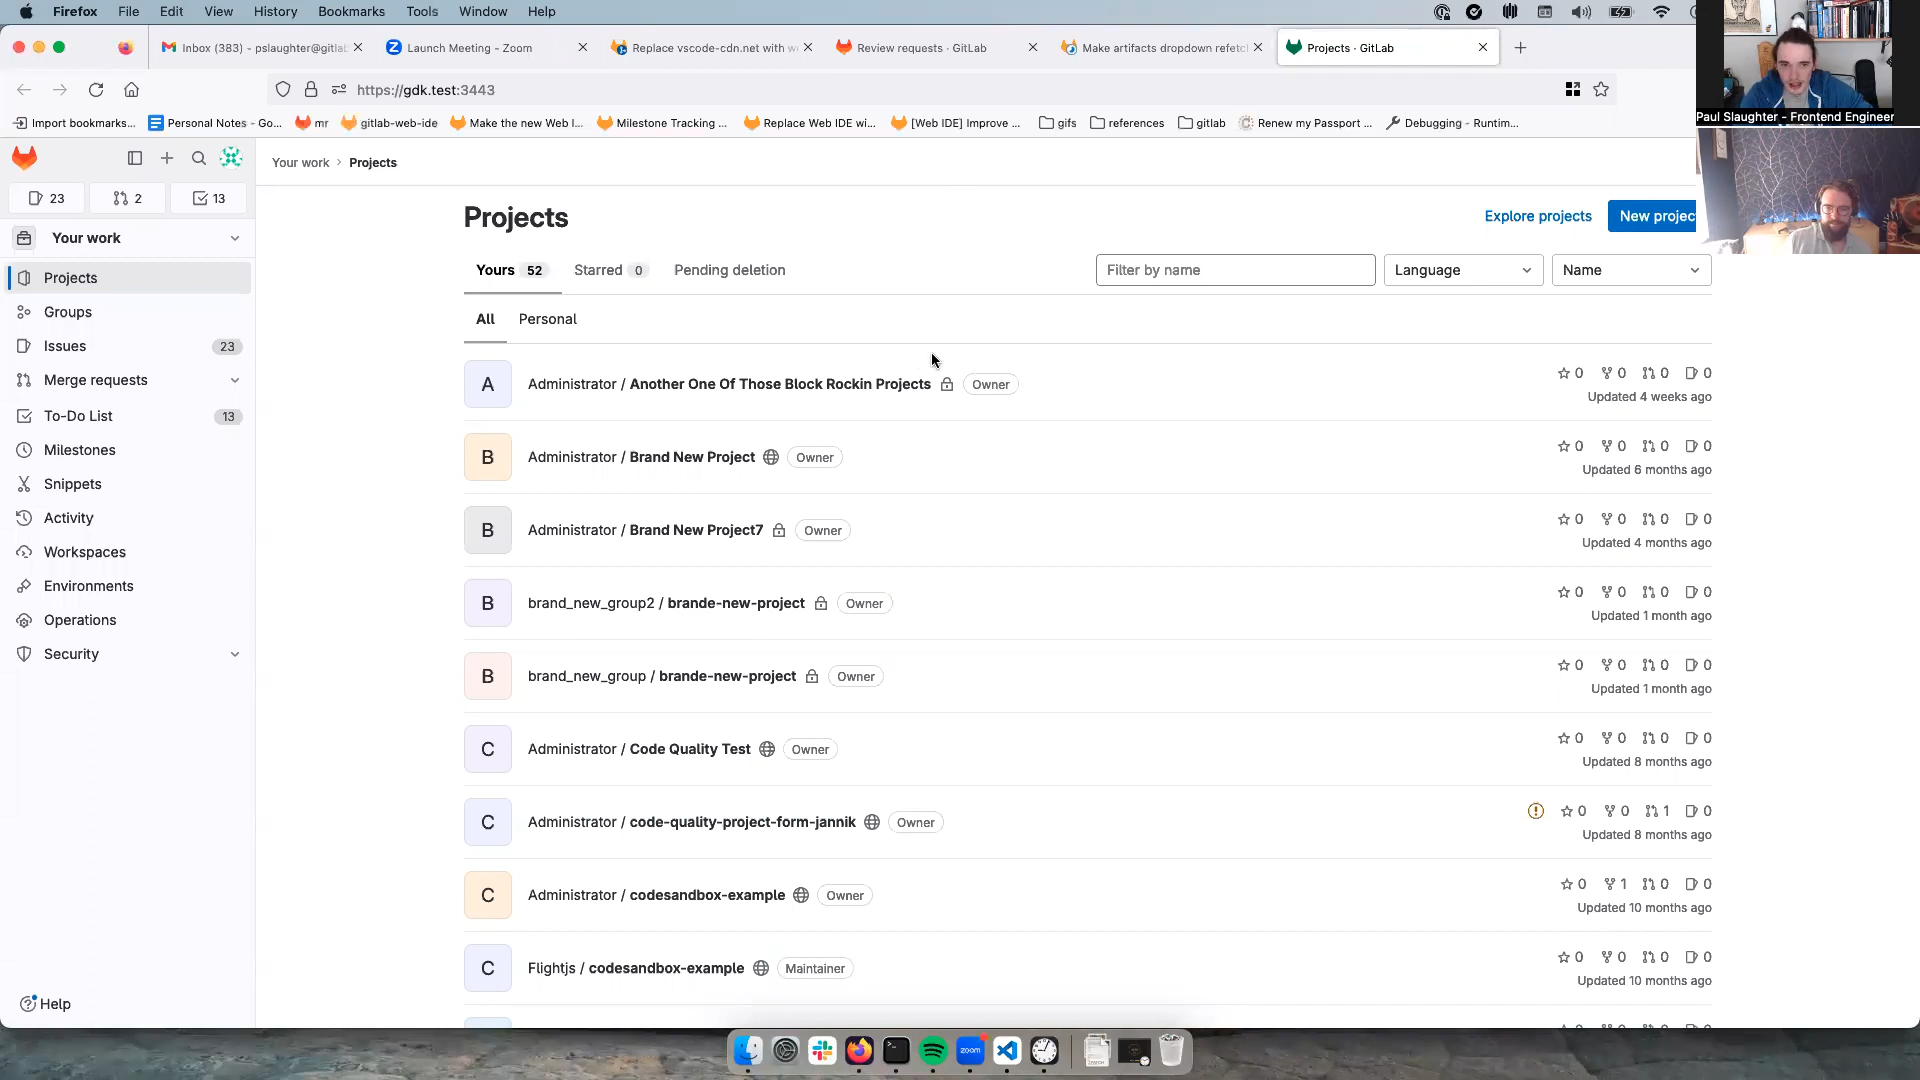 Firefox File Edit View History Bookmarks Tools Window Help
Inbox (383) - pslaughter@gitlab
Launch Meeting - Zoom
Replace vscode-cdn.net with w
Review requests · GitLab
Make artifacts dropdown refetc
Projects · GitLab
https://gdk.test:3443
Import bookmarks...
Personal Notes - Go...
mr
gitlab-web-ide
Make the new Web I...
Milestone Tracking ...
Replace Web IDE wi...
[Web IDE] Improve ...
gifs
references
gitlab
Renew my Passport ...
Debugging - Runtim...
Paul Slaughter - Frontend Engineer
23
2
13
Your work
Projects
Groups
Issues 23
Merge requests
To-Do List 13
Milestones
Snippets
Activity
Workspaces
Environments
Operations
Security
Help
Your work › Projects
Projects
Explore projects
New projec
Yours 52
Starred 0
Pending deletion
Filter by name
Language
Name
All
Personal
A
Administrator / Another One Of Those Block Rockin Projects Owner
0 0 0 0
Updated 4 weeks ago
B
Administrator / Brand New Project Owner
0 0 0 0
Updated 6 months ago
B
Administrator / Brand New Project7 Owner
0 0 0 0
Updated 4 months ago
B
brand_new_group2 / brande-new-project Owner
0 0 0 0
Updated 1 month ago
B
brand_new_group / brande-new-project Owner
0 0 0 0
Updated 1 month ago
C
Administrator / Code Quality Test Owner
0 0 0 0
Updated 8 months ago
C
Administrator / code-quality-project-form-jannik Owner
0 0 1 0
Updated 8 months ago
C
Administrator / codesandbox-example Owner
0 1 0 0
Updated 10 months ago
C
Flightjs / codesandbox-example Maintainer
0 0 0 0
Updated 10 months ago
zoom